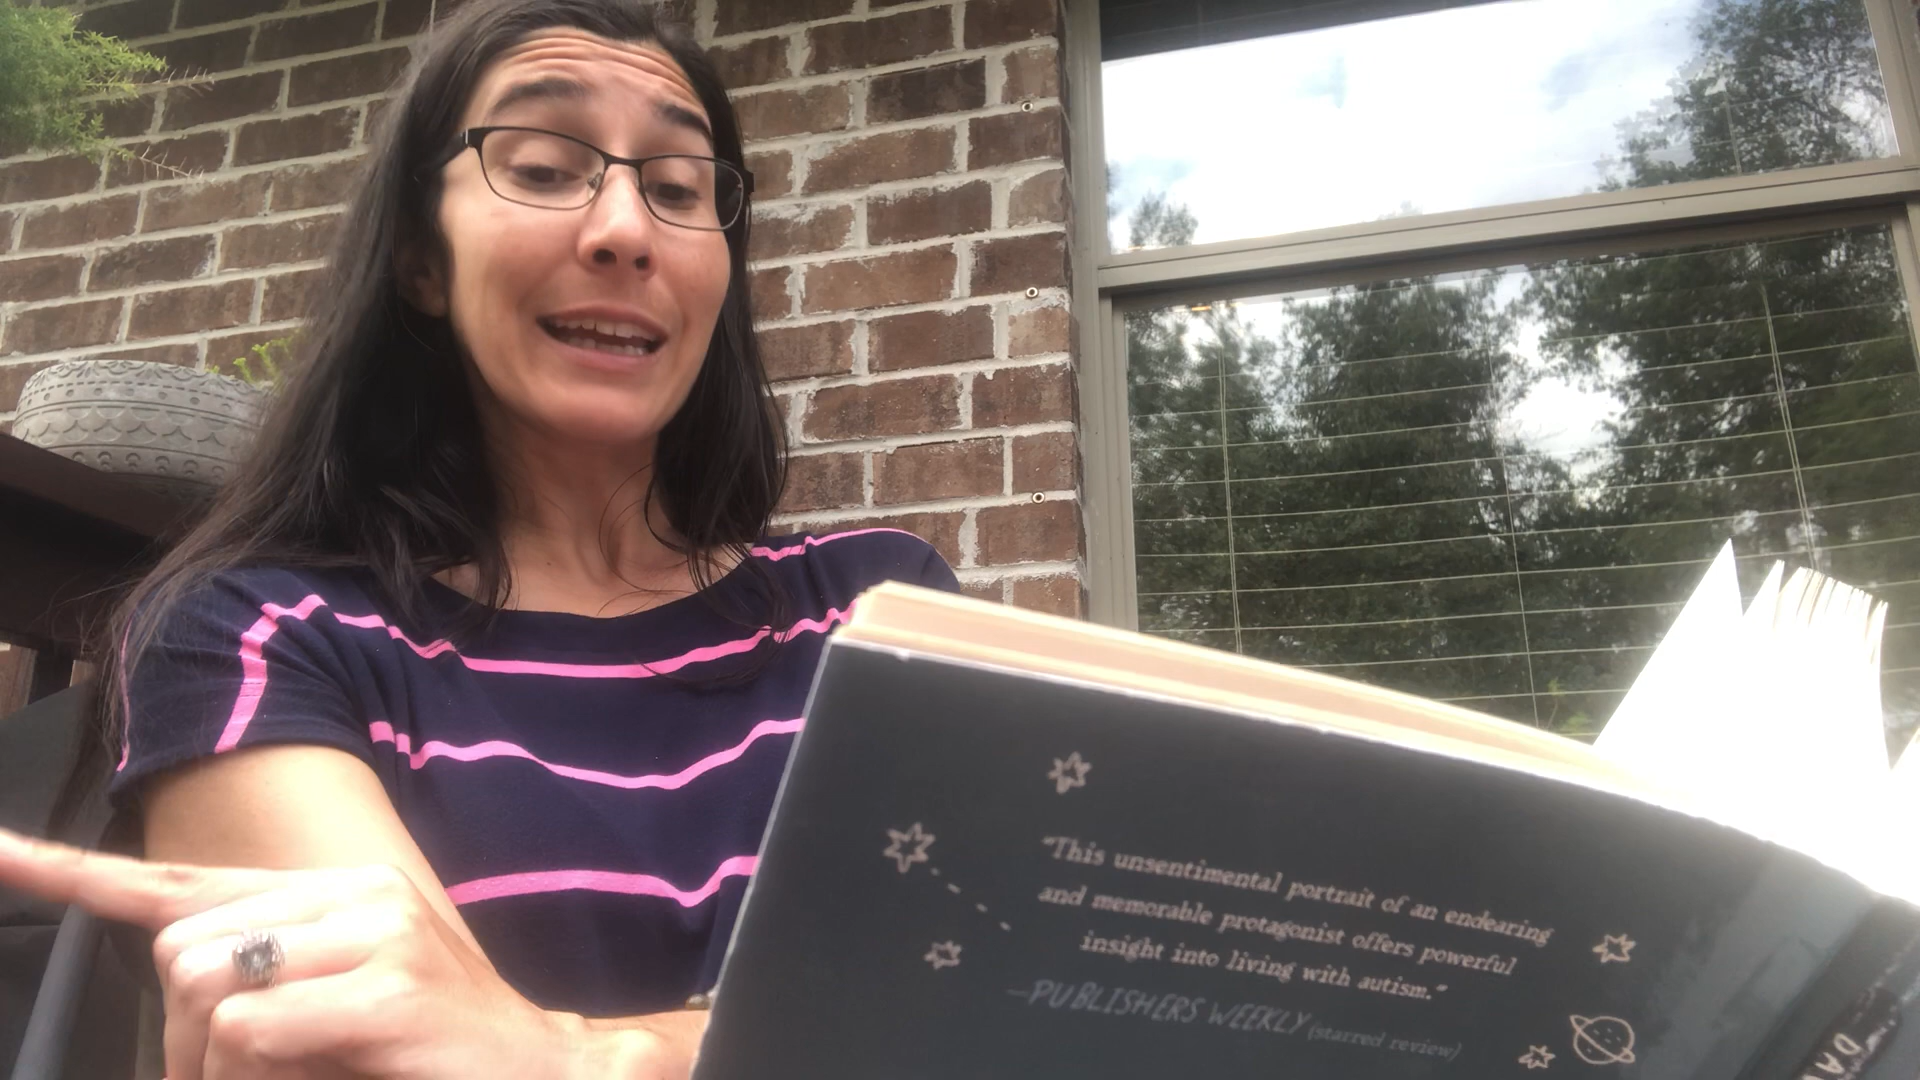 "This unsentimental portrait of an endearing
and memorable protagonist offers powerful
insight into living with autism."
—PUBLISHERS WEEKLY (starred review)